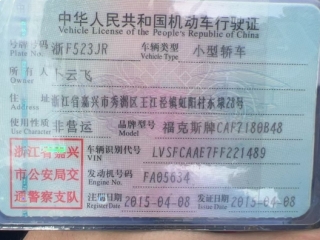 中华人民共和国机动车行驶证
Vehicle License of the People's Republic of China
号牌号码 浙F523JR 车辆类型 小型轿车
Plate No. Vehicle Type
所有人 卜云飞
Owner
住址 浙江省嘉兴市秀洲区王江泾镇虹阳村东埭28号
Address
使用性质 非营运 品牌型号 福克斯牌CAF7180B48
Model
浙江省嘉兴市公安局交通警察支队
车辆识别代号 LVSFCAAE7FF221489
VIN
发动机号码 FA05634
Engine No.
注册日期 2015-04-08 发证日期 2015-04-08
Register Date Issue Date